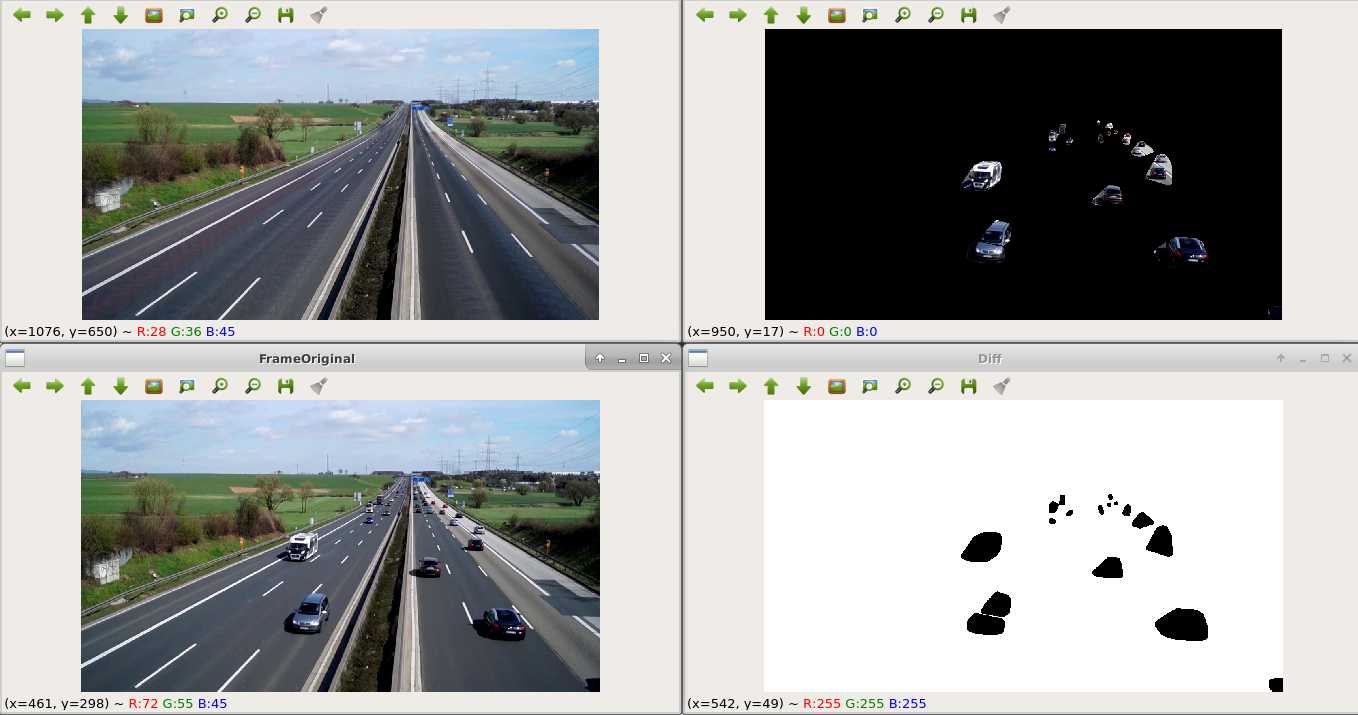 (x=1076, y=650) ~ R:28 G:36 B:45
(x=950, y=17) ~ R:0 G:0 B:0
FrameOriginal
Diff
(x=461, y=298) ~ R:72 G:55 B:45
(x=542, y=49) ~ R:255 G:255 B:255